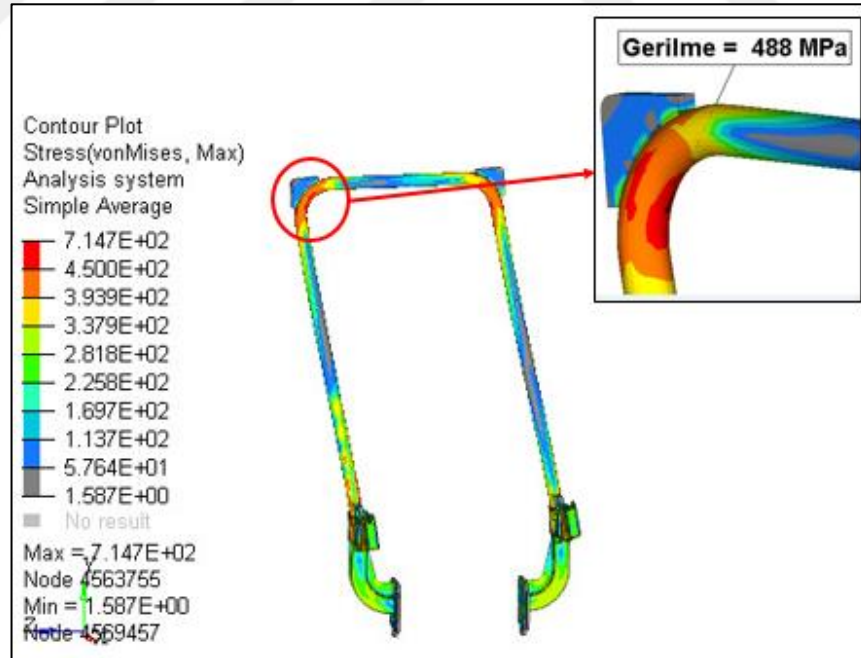 Gerilme = 488 MPa
Contour Plot
Stress(vonMises, Max)
Analysis system
Simple Average
7.147E+02
4.500E+02
3.939E+02
3.379E+02
2.818E+02
2.258E+02
1.697E+02
1.137E+02
5.764E+01
1.587E+00
No result
Max = 7.147E+02
Node 4563755
Min = 1.587E+00
Node 4569457
Y
Z
X